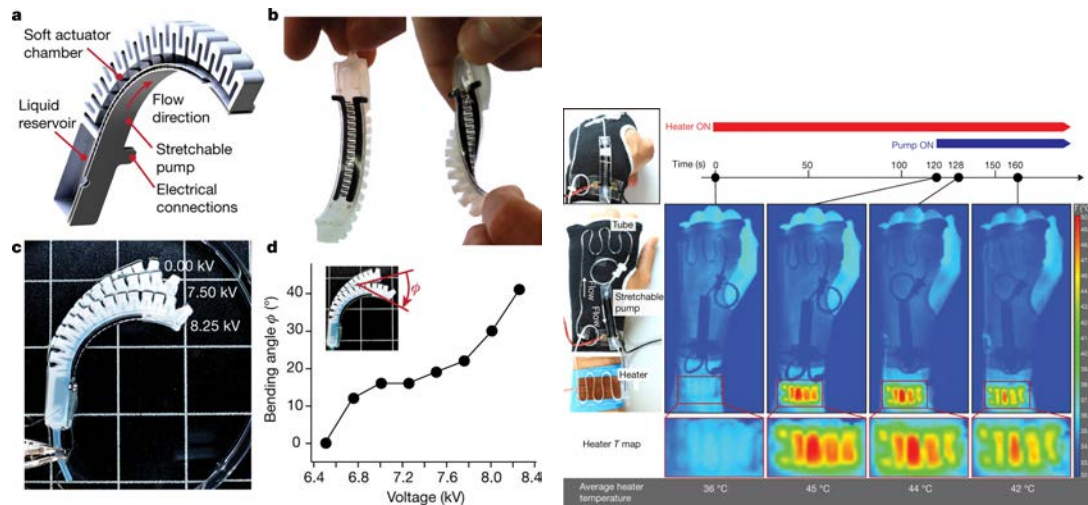 a
Soft actuator
chamber
Liquid
reservoir
Flow
direction
Stretchable
pump
Electrical
connections
b
c
0.00 kV
7.50 kV
8.25 kV
d
ϕ
Bending angle ϕ (°)
40
30
20
10
0
6.4
6.8
7.2
7.6
8.0
8.4
Voltage (kV)
Heater ON
Pump ON
Time (s)
0
50
100
120
128
150
160
Tube
Flow
Flow
Stretchable
pump
Heater
Heater T map
Average heater
temperature
36 °C
45 °C
44 °C
42 °C